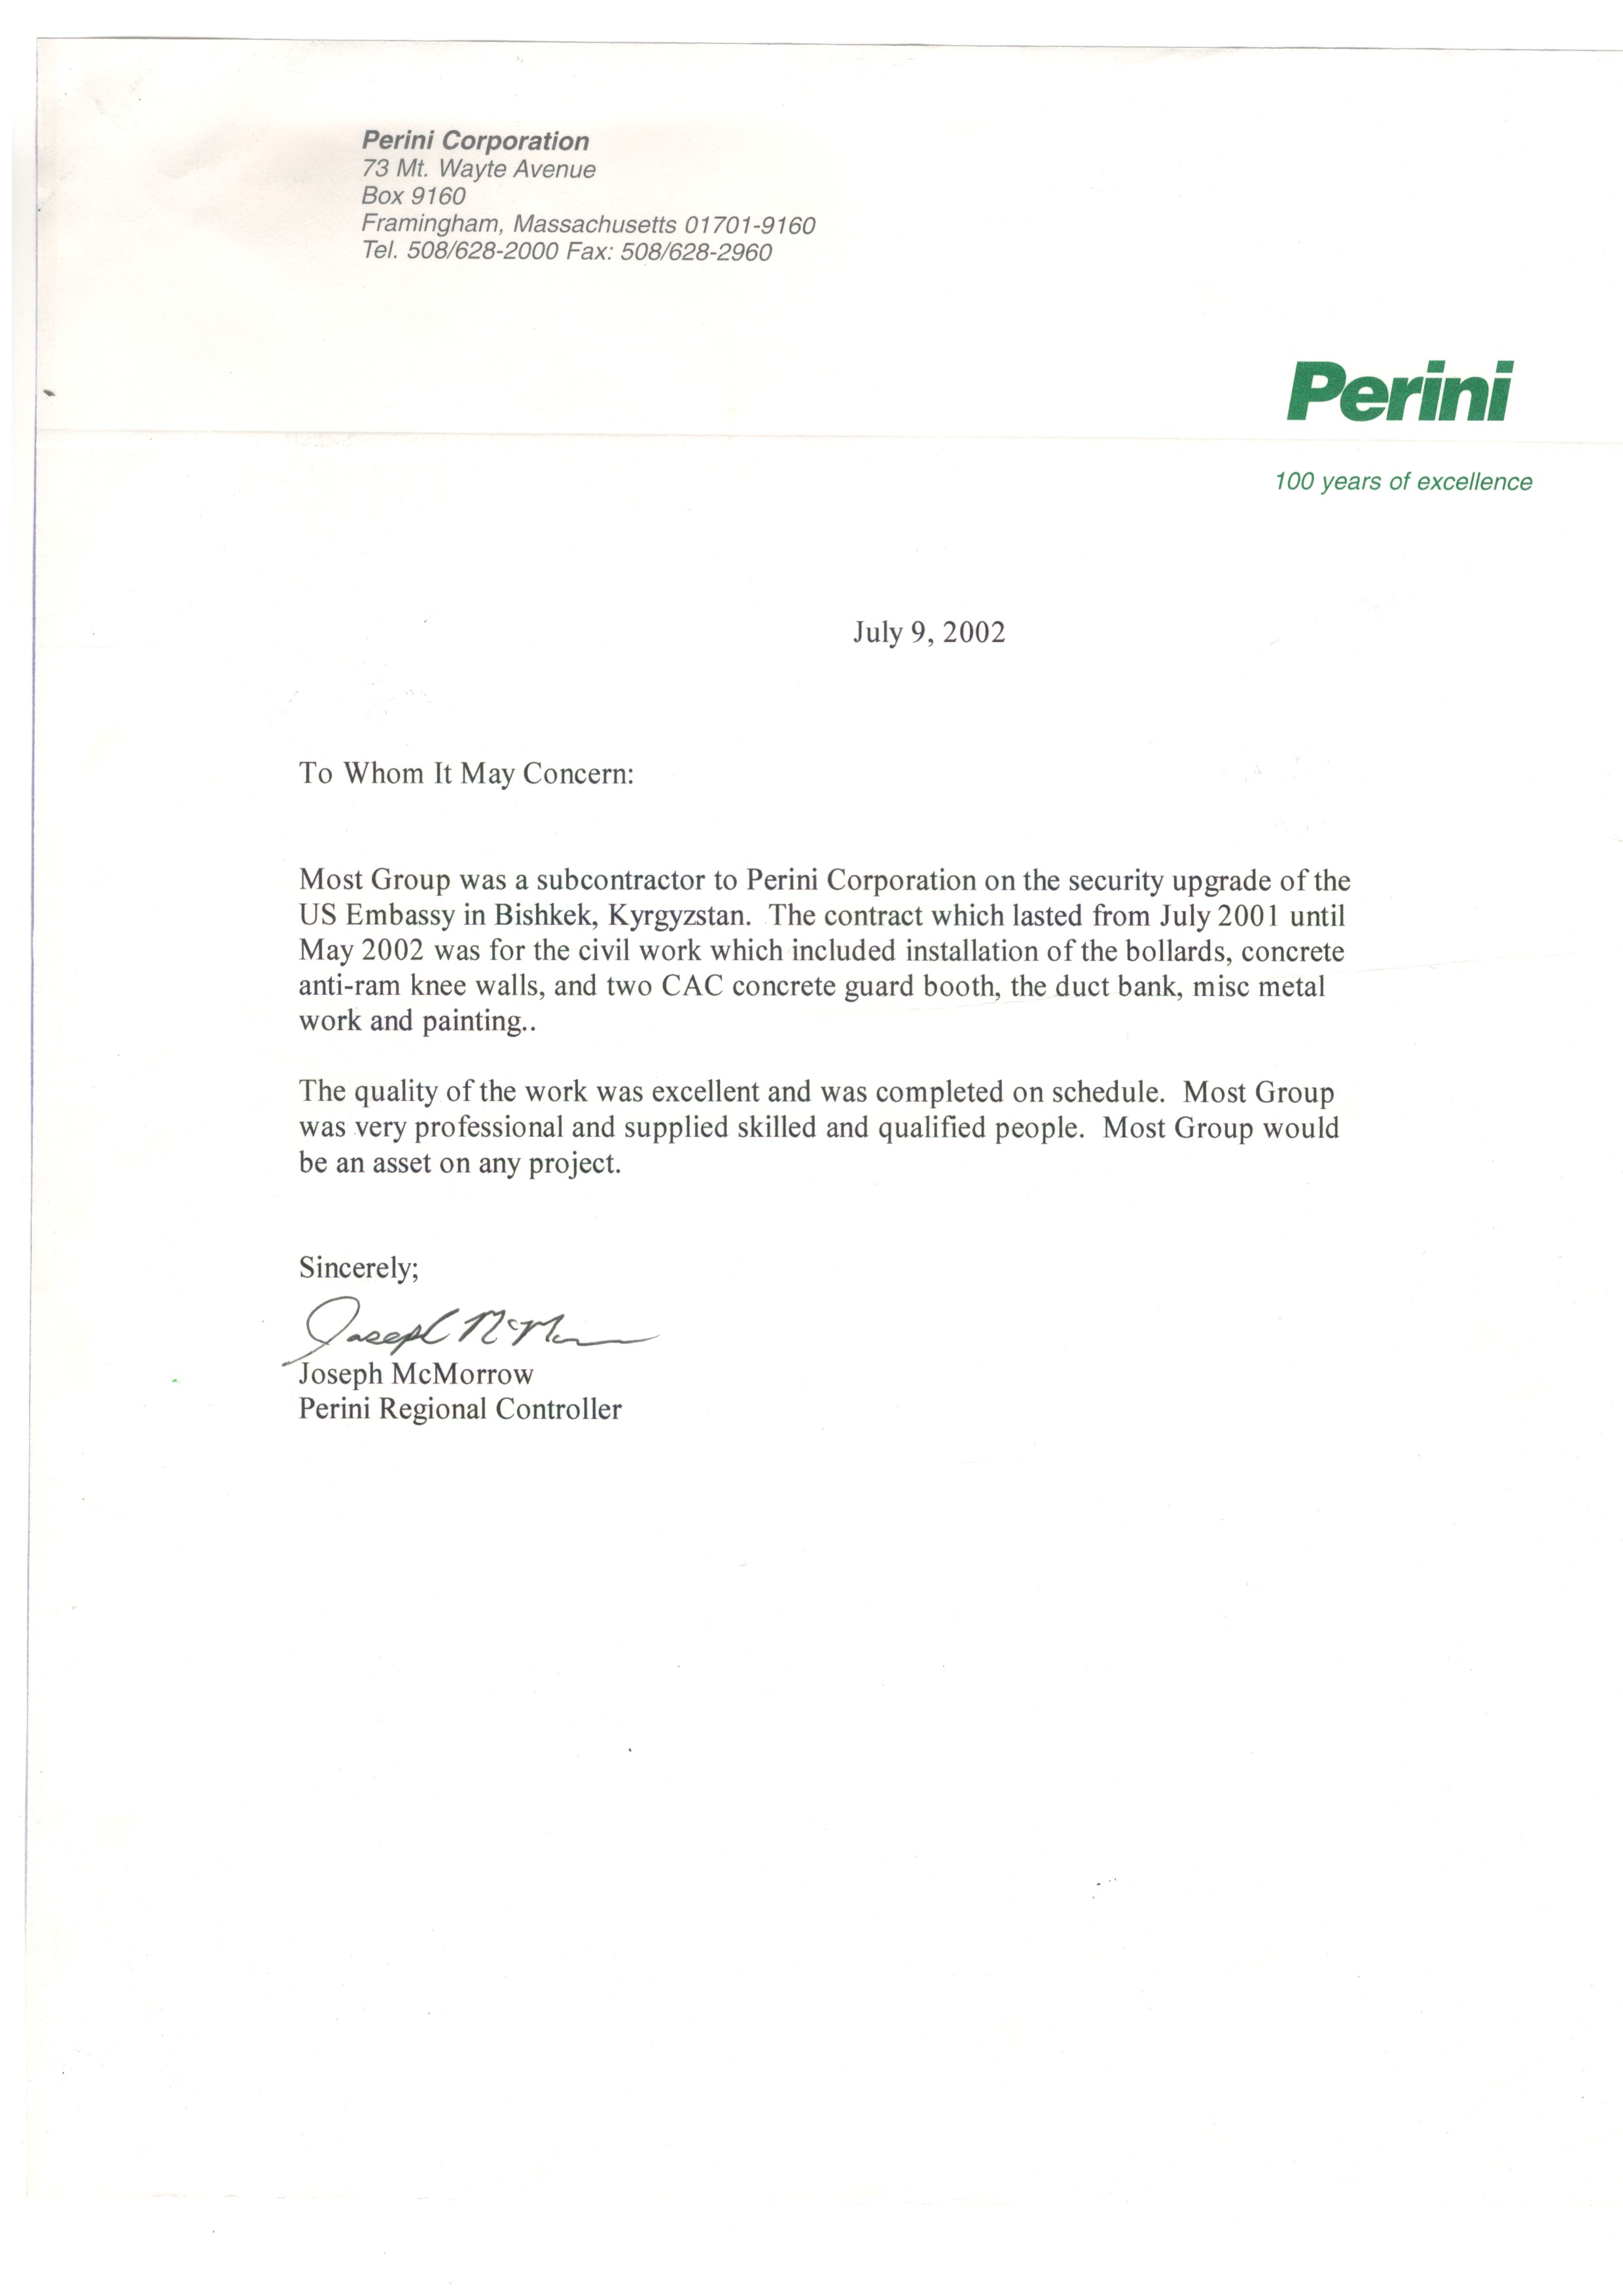 Perini Corporation
73 Mt. Wayte Avenue
Box 9160
Framingham, Massachusetts 01701-9160
Tel. 508/628-2000 Fax: 508/628-2960
Perini
100 years of excellence
July 9, 2002
To Whom It May Concern:
Most Group was a subcontractor to Perini Corporation on the security upgrade of the
US Embassy in Bishkek, Kyrgyzstan. The contract which lasted from July 2001 until
May 2002 was for the civil work which included installation of the bollards, concrete
anti-ram knee walls, and two CAC concrete guard booth, the duct bank, misc metal
work and painting..
The quality of the work was excellent and was completed on schedule. Most Group
was very professional and supplied skilled and qualified people. Most Group would
be an asset on any project.
Sincerely;
Joseph McMorrow
Perini Regional Controller